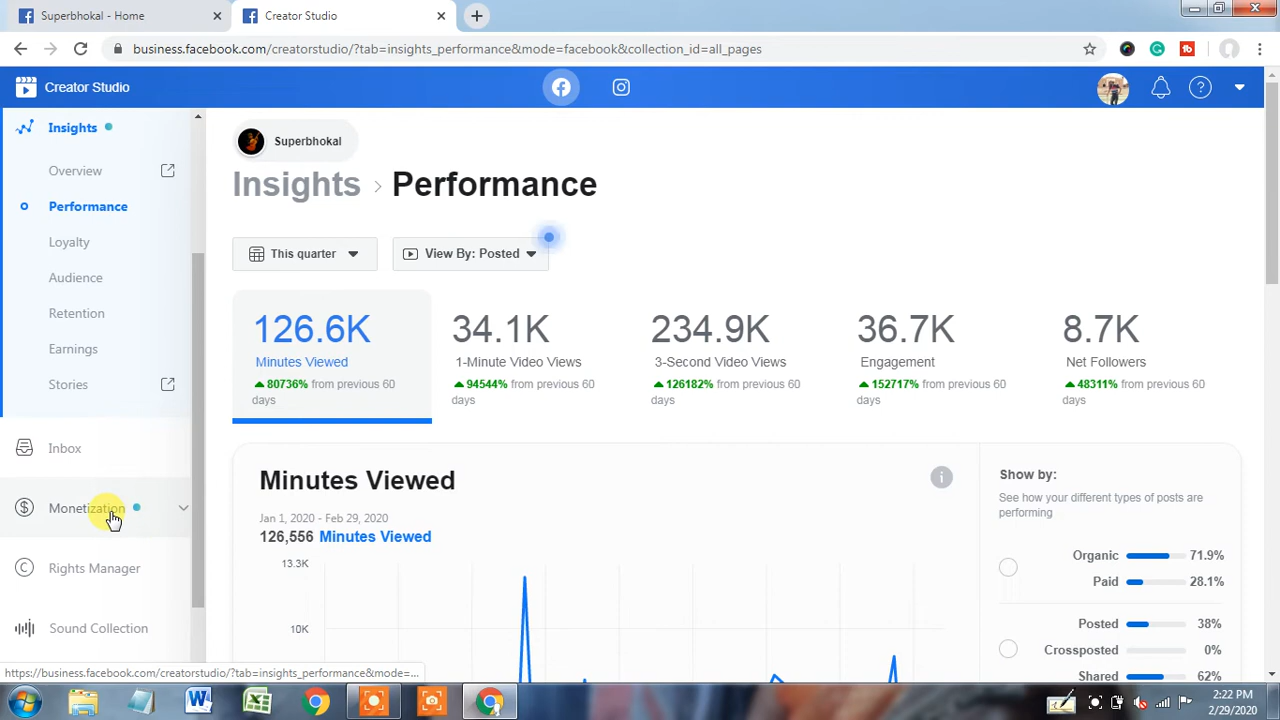 Superbhokal - Home
Creator Studio
business.facebook.com/creatorstudio/?tab=insights_performance&mode=facebook&collection_id=all_pages
Creator Studio
Insights
Overview
Performance
Loyalty
Audience
Retention
Earnings
Stories
Inbox
Monetization
Rights Manager
Sound Collection
Superbhokal
Insights › Performance
This quarter
View By: Posted
126.6K
Minutes Viewed
80736% from previous 60
days
34.1K
1-Minute Video Views
94544% from previous 60
days
234.9K
3-Second Video Views
126182% from previous 60
days
36.7K
Engagement
152717% from previous 60
days
8.7K
Net Followers
48311% from previous 60
days
Minutes Viewed
Jan 1, 2020 - Feb 29, 2020
126,556 Minutes Viewed
13.3K
10K
Show by:
See how your different types of posts are
performing
Organic 71.9%
Paid 28.1%
Posted 38%
Crossposted 0%
Shared 62%
https://business.facebook.com/creatorstudio/?tab=insights_performance&mode=...
2:22 PM
2/29/2020